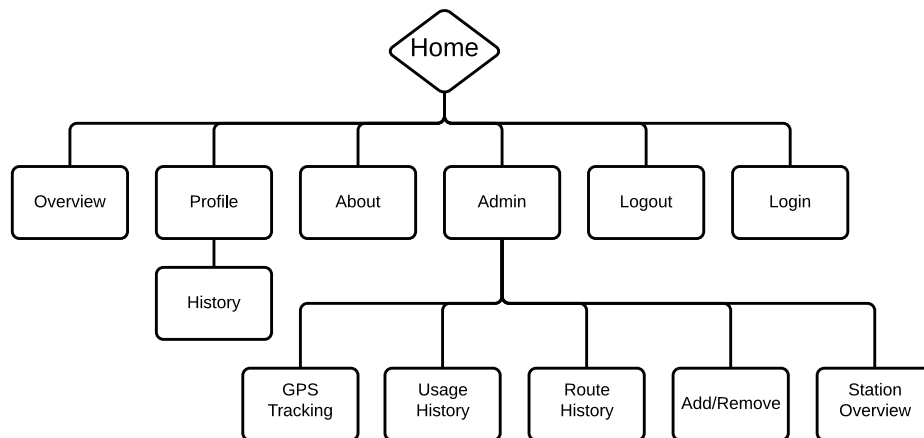 Home
Overview
Profile
About
Admin
Logout
Login
History
GPS
Tracking
Usage
History
Route
History
Add/Remove
Station
Overview